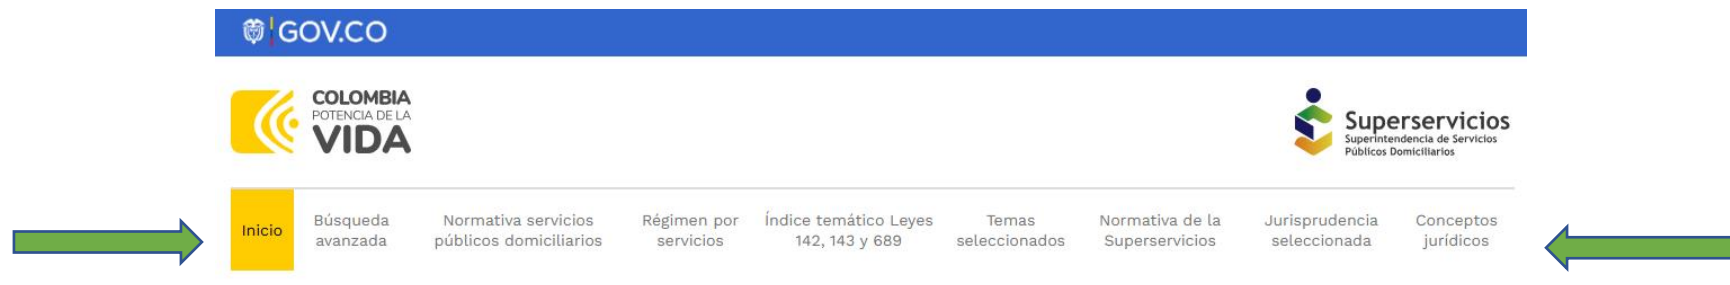 GOV.CO
COLOMBIA
POTENCIA DE LA
VIDA
Superservicios
Superintendencia de Servicios
Públicos Domiciliarios
Inicio
Búsqueda
avanzada
Normativa servicios
públicos domiciliarios
Régimen por
servicios
Índice temático Leyes
142, 143 y 689
Temas
seleccionados
Normativa de la
Superservicios
Jurisprudencia
seleccionada
Conceptos
jurídicos